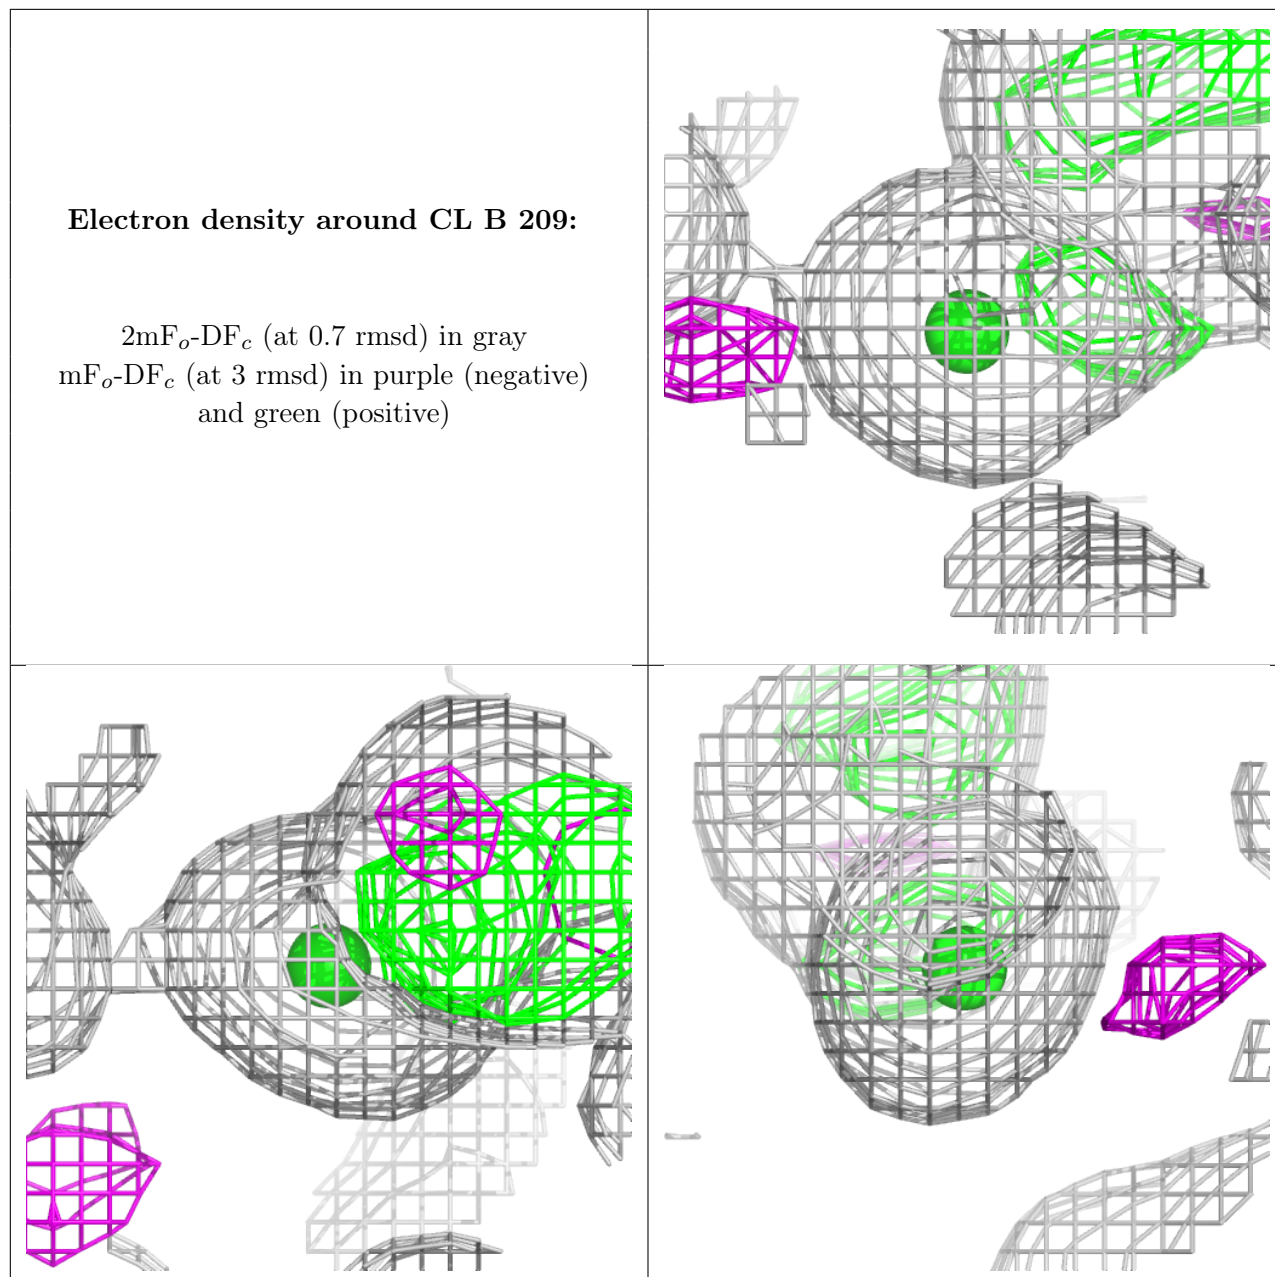 Electron density around CL B 209:
2mFo-DFc (at 0.7 rmsd) in gray
mFo-DFc (at 3 rmsd) in purple (negative)
and green (positive)